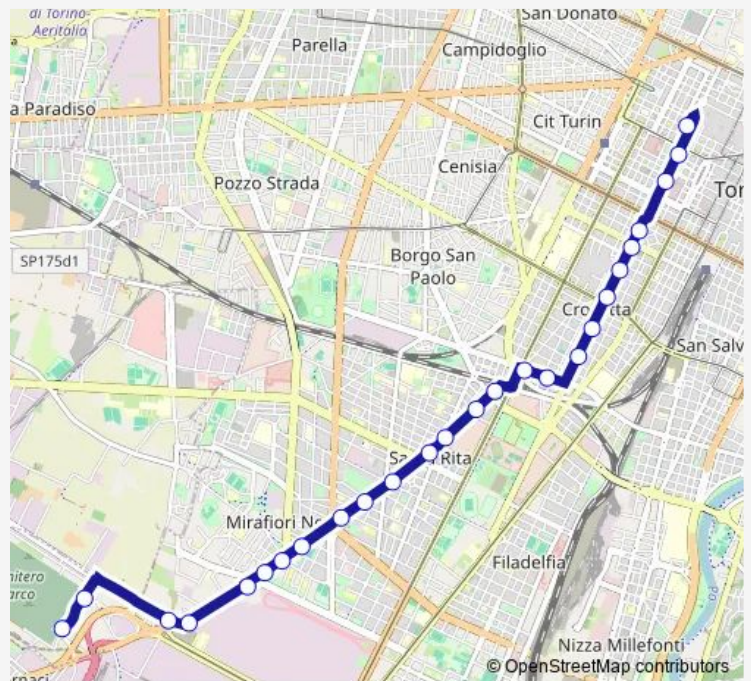 di Torino-
Aeritalia
San Donato
Parella
Campidoglio
a Paradiso
Cit Turin
Cenisia
Pozzo Strada
Tor
SP175d1
Borgo San
Paolo
San Salv
Mirafiori No
Filadelfia
Nizza Millefonti
Po
© OpenStreetMap contributors